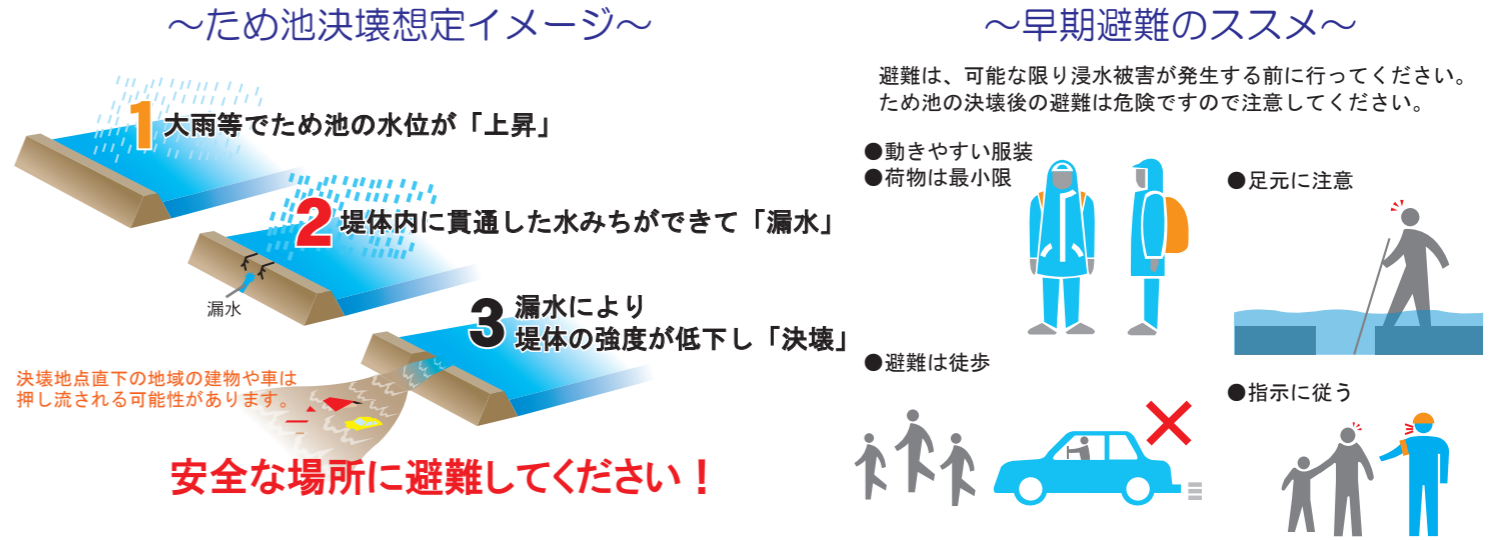 ～ため池決壊想定イメージ～
1 大雨等でため池の水位が「上昇」
2 堤体内に貫通した水みちができて「漏水」
漏水
3 漏水により
堤体の強度が低下し「決壊」
決壊地点直下の地域の建物や車は
押し流される可能性があります。
安全な場所に避難してください！
～早期避難のススメ～
避難は、可能な限り浸水被害が発生する前に行ってください。
ため池の決壊後の避難は危険ですので注意してください。
●動きやすい服装
●荷物は最小限
●足元に注意
●避難は徒歩
●指示に従う